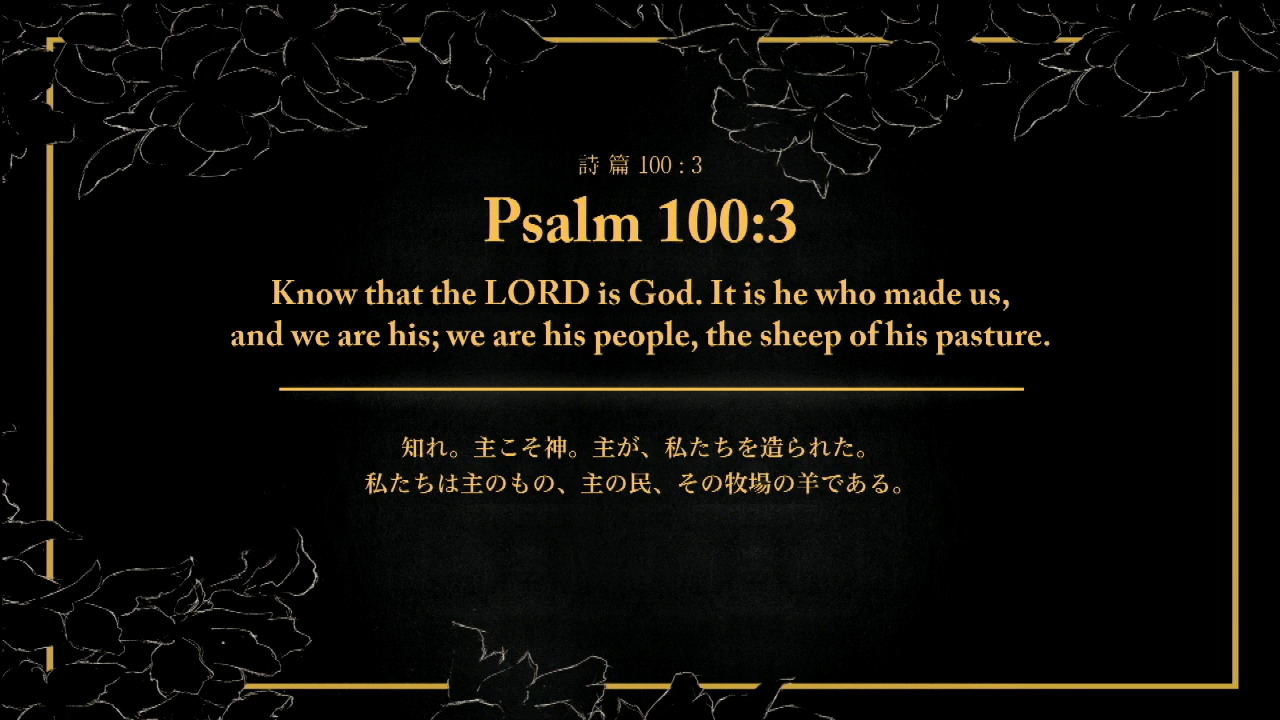 詩 篇 100 : 3
Psalm 100:3
Know that the LORD is God. It is he who made us,
and we are his; we are his people, the sheep of his pasture.
知れ。主こそ神。主が、私たちを造られた。
私たちは主のもの、主の民、その牧場の羊である。